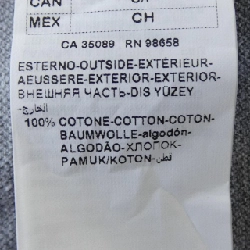 CAN
MEX CH
CA 35089 RN 98658
ESTERNO-OUTSIDE-EXTÉRIEUR-
AEUSSERE-EXTERIOR-EXTERIOR-
ВНЕШНЯЯ ЧАСТЬ-DIS YÜZEY
الخارج-
100% COTONE-COTTON-COTON-
BAUMWOLLE-algodón-
ALGODÃO-ХЛОПОК-
PAMUK/KOTON-قطن